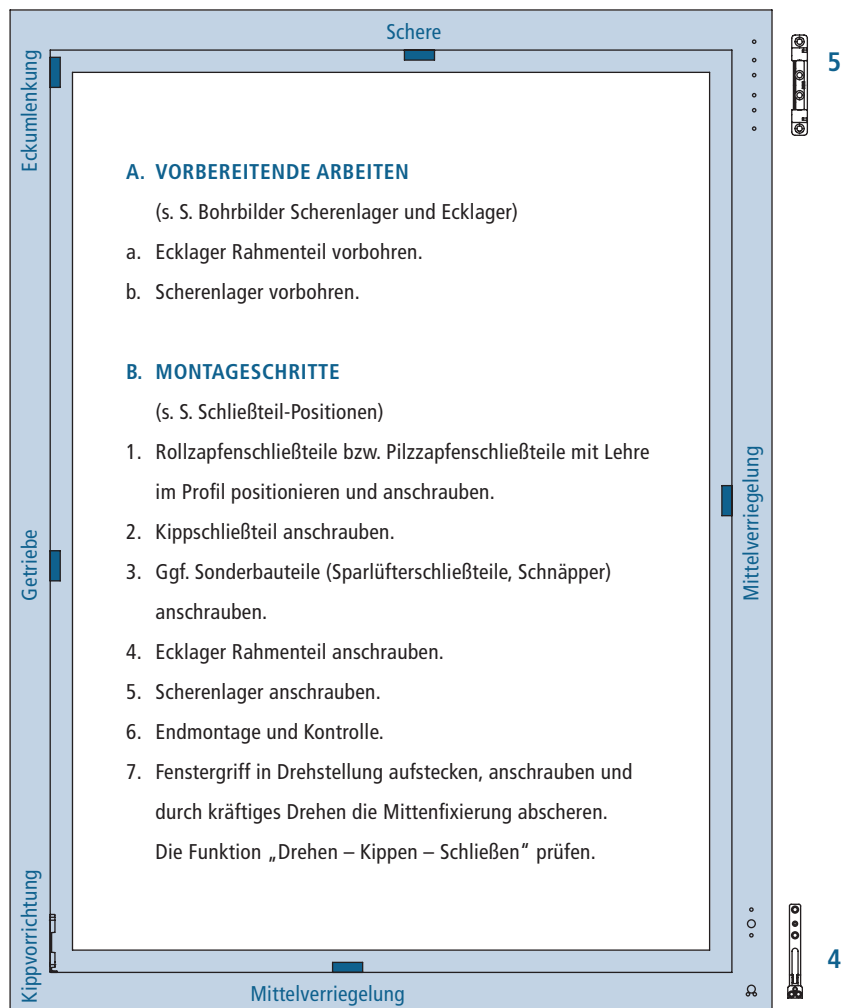 Schere
5
Eckumlenkung
A. VORBEREITENDE ARBEITEN
(s. S. Bohrbilder Scherenlager und Ecklager)
a. Ecklager Rahmenteil vorbohren.
b. Scherenlager vorbohren.
B. MONTAGESCHRITTE
(s. S. Schließteil-Positionen)
1. Rollzapfenschließteile bzw. Pilzzapfenschließteile mit Lehre
im Profil positionieren und anschrauben.
2. Kippschließteil anschrauben.
3. Ggf. Sonderbauteile (Sparlüfterschließteile, Schnäpper)
anschrauben.
4. Ecklager Rahmenteil anschrauben.
5. Scherenlager anschrauben.
6. Endmontage und Kontrolle.
7. Fenstergriff in Drehstellung aufstecken, anschrauben und
durch kräftiges Drehen die Mittenfixierung abscheren.
Die Funktion „Drehen – Kippen – Schließen“ prüfen.
Getriebe
Mittelverriegelung
Kippvorrichtung
4
Mittelverriegelung